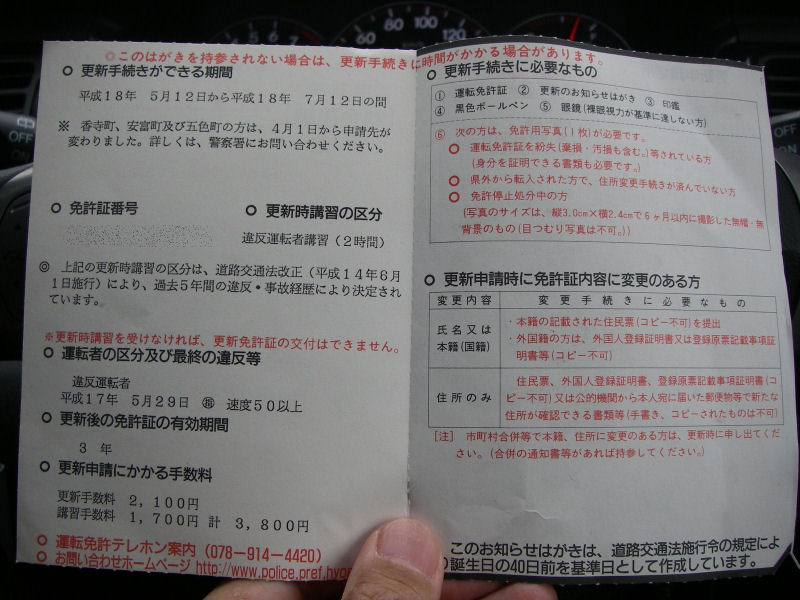 ◎このはがきを持参されない場合は、更新手続きに時間がかかる場合があります。
○ 更新手続きができる期間
平成18年 5月12日から平成18年 7月12日の間
※ 香寺町、安富町及び五色町の方は、4月1日から申請先が
変わりました。詳しくは、警察署にお問い合わせください。
○ 免許証番号
○ 更新時講習の区分
違反運転者講習(2時間)
◎ 上記の更新時講習の区分は、道路交通法改正(平成14年6月
1日施行)により、過去5年間の違反・事故経歴により決定され
ています。
※更新時講習を受けなければ、更新免許証の交付はできません。
○ 運転者の区分及び最終の違反等
違反運転者
平成17年 5月29日 速度50以上
○ 更新後の免許証の有効期間
3 年
○ 更新申請にかかる手数料
更新手数料 2,100円
講習手数料 1,700円 計 3,800円
○ 運転免許テレホン案内(078-914-4420)
○ お問い合わせホームページ http://www.police.pref.hyo
○ 更新手続きに必要なもの
① 運転免許証 ② 更新のお知らせはがき ③ 印鑑
④ 黒色ボールペン ⑤ 眼鏡(裸眼視力が基準に達しない方)
⑥ 次の方は、免許用写真(1枚)が必要です。
○ 運転免許証を紛失(棄損・汚損も含む。)等されている方
(身分を証明できる書類も必要です。)
○ 県外から転入された方で、住所変更手続きが済んでいない方
○ 免許停止処分中の方
(写真のサイズは、縦3.0cm×横2.4cmで6ヶ月以内に撮影した無帽・無
背景のもの(目つむり写真は不可。))
○ 更新申請時に免許証内容に変更のある方
変更内容 変更手続きに必要なもの
氏名又は
本籍(国籍)
・本籍の記載された住民票(コピー不可)を提出
・外国籍の方は、外国人登録証明書又は登録原票記載事項証
明書等(コピー不可)
住所のみ
住民票、外国人登録証明書、登録原票記載事項証明書(コ
ピー不可)又は公的機関から本人宛に届いた郵便物等で新たな
住所が確認できる書類等(手書き、コピーされたものは不可)
[注] 市町村合併等で本籍、住所に変更のある方は、更新時に申し出てくだ
さい。(合併の通知書等があれば持参してください。)
このお知らせはがきは、道路交通法施行令の規定によ
り誕生日の40日前を基準日として作成しています。
60
80
100
120
OFF
OFF